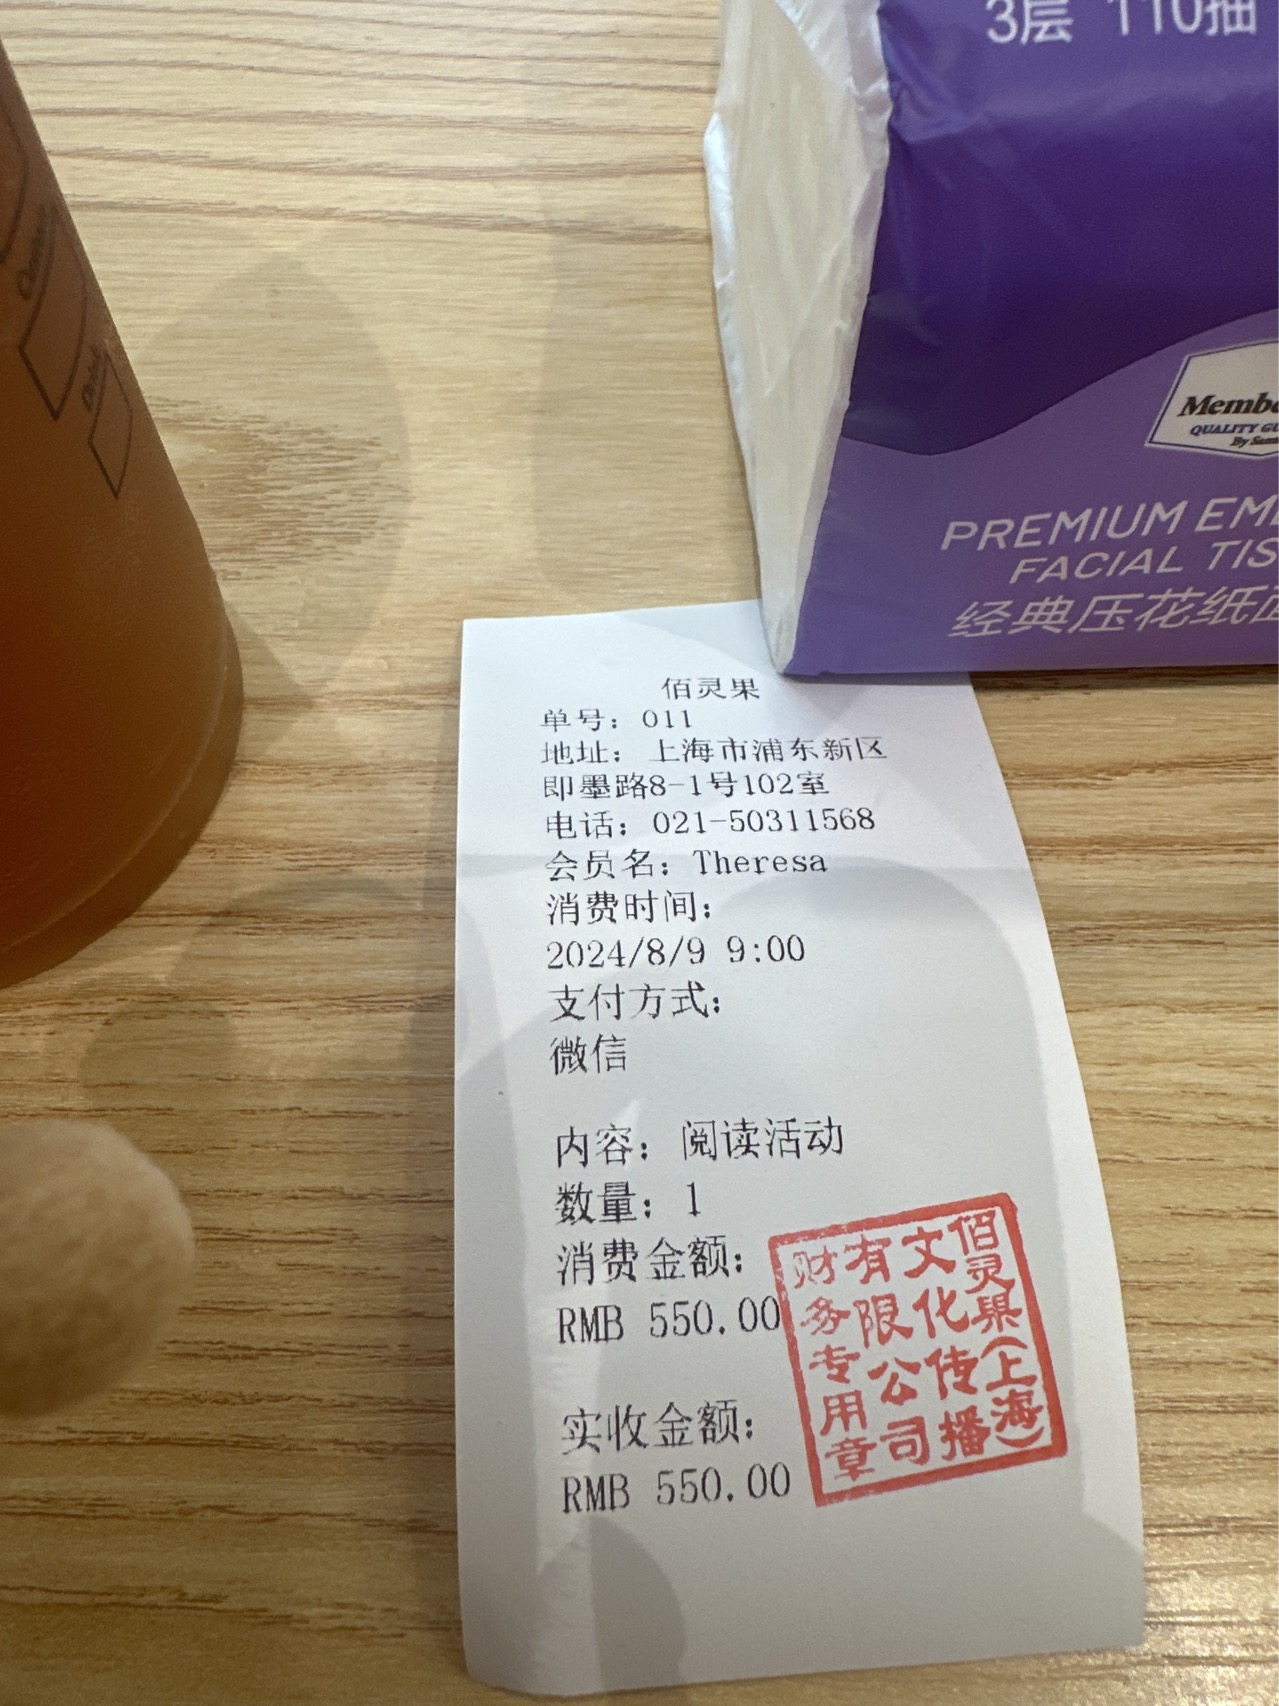 3层 110抽
QUALITY
PREMIUM
FACIAL
经典压花纸
佰灵果
单号：011
地址：上海市浦东新区
即墨路8-1号102室
电话：021-50311568
会员名：Theresa
消费时间：
2024/8/9 9:00
支付方式：
微信
内容：阅读活动
数量：1
消费金额：
RMB 550.00
实收金额：
RMB 550.00
佰灵果(上海)
文化传播
有限公司
财务专用章